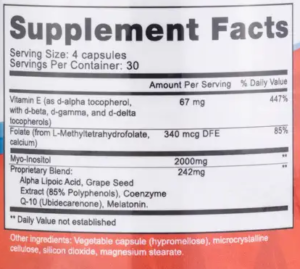 Supplement Facts
Serving Size: 4 capsules
Servings Per Container: 30
Amount Per Serving % Daily Value
Vitamin E (as d-alpha tocopherol, 67 mg 447%
with d-beta, d-gamma, and d-delta
tocopherols)
Folate (from L-Methyltetrahydrofolate, 340 mcg DFE 85%
calcium)
Myo-Inositol 2000mg **
Proprietary Blend: 242mg **
Alpha Lipoic Acid, Grape Seed
Extract (85% Polyphenols), Coenzyme
Q-10 (Ubidecarenone), Melatonin.
** Daily Value not established
Other Ingredients: Vegetable capsule (hypromellose), microcrystalline
cellulose, silicon dioxide, magnesium stearate.